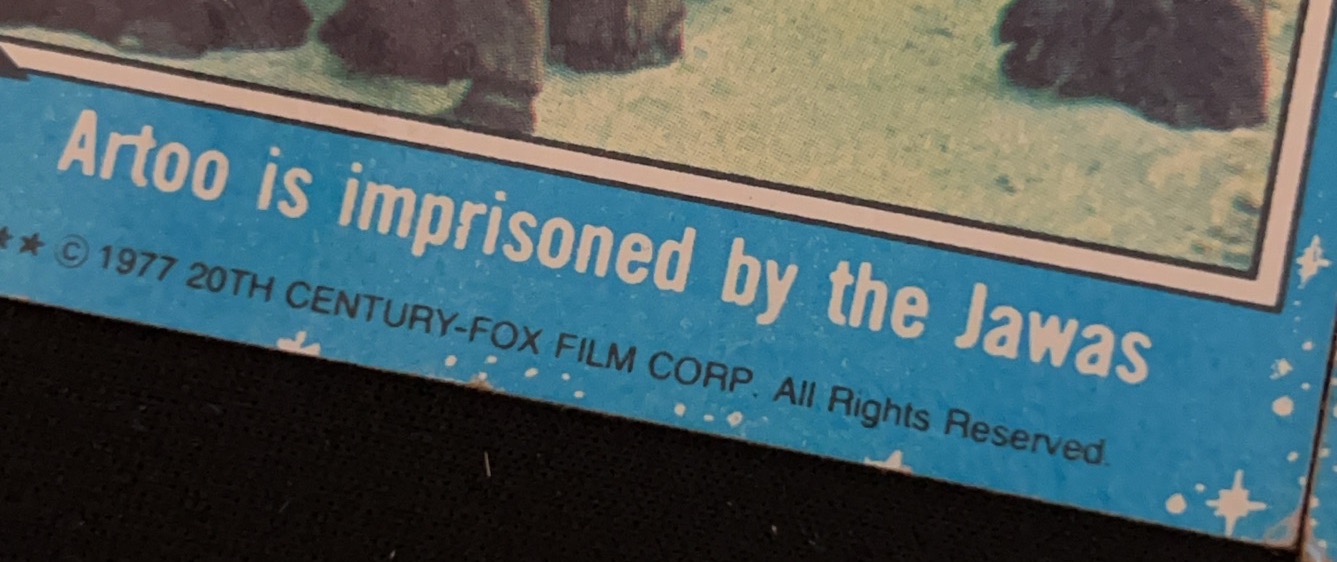 Artoo is imprisoned by the Jawas
★★ © 1977 20TH CENTURY-FOX FILM CORP. All Rights Reserved.